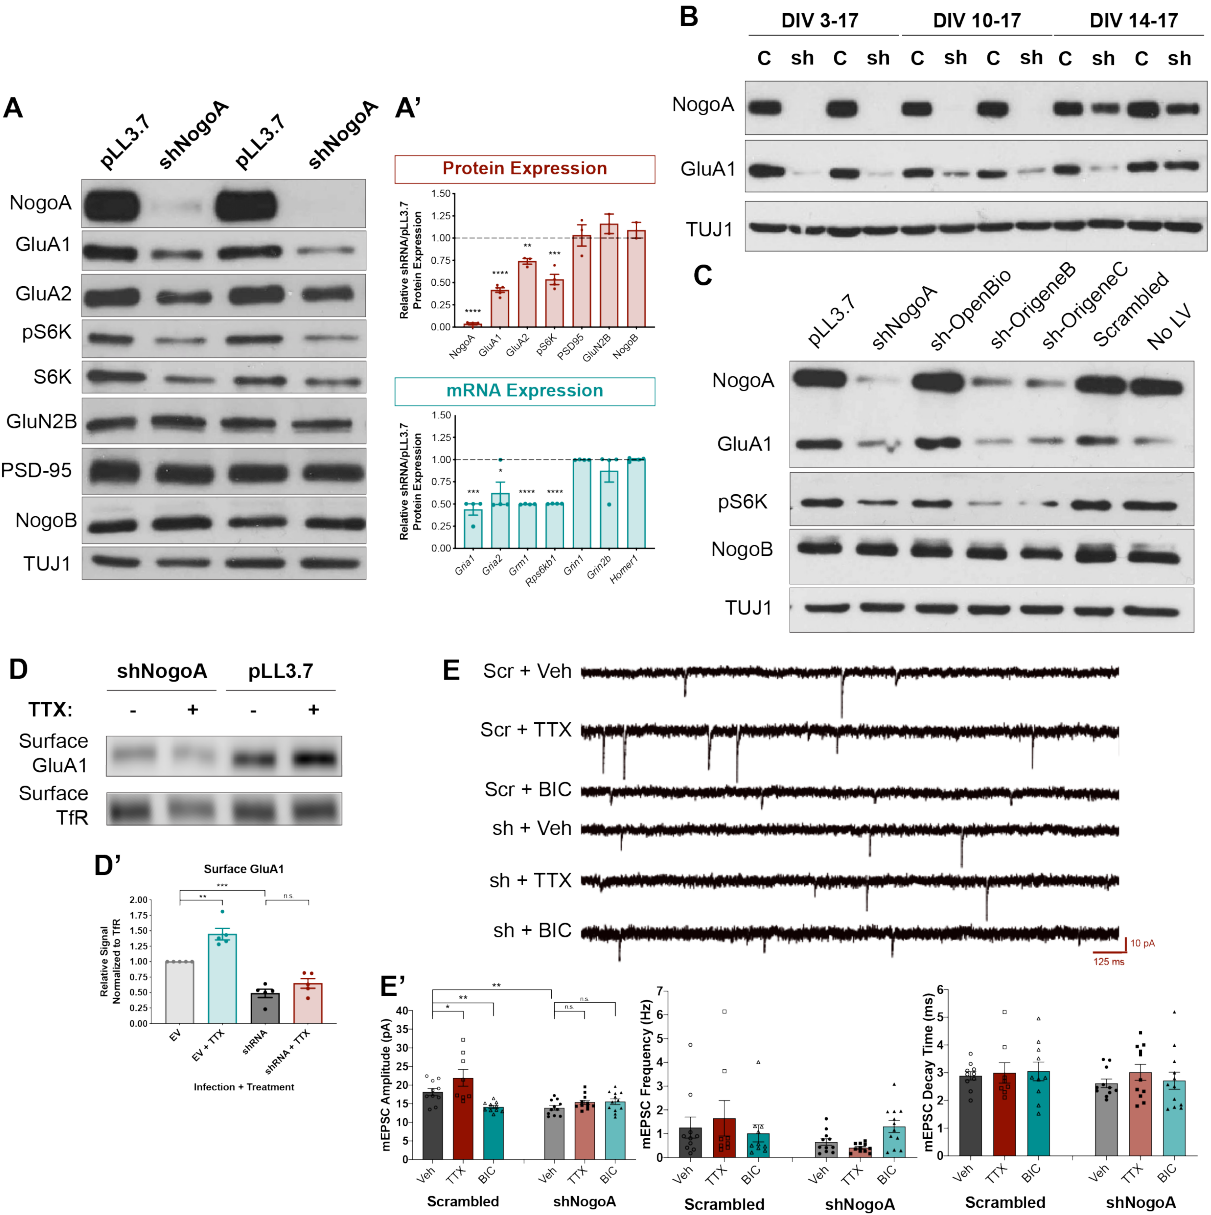 A
pLL3.7
shNogoA
pLL3.7
shNogoA
NogoA
GluA1
GluA2
pS6K
S6K
GluN2B
PSD-95
NogoB
TUJ1
A'
Protein Expression
Relative shRNA/pLL3.7
Protein Expression
1.50
1.25
1.00
0.75
0.50
0.25
0.00
****
****
**
***
NogoA
GluA1
GluA2
pS6K
PSD95
GluN2B
NogoB
mRNA Expression
Relative shRNA/pLL3.7
Protein Expression
1.50
1.25
1.00
0.75
0.50
0.25
0.00
***
*
****
****
Gria1
Gria2
Grm1
Rps6kb1
Grin1
Grin2b
Homer1
B
DIV 3-17 DIV 10-17 DIV 14-17
C sh C sh C sh C sh C sh C sh
NogoA
GluA1
TUJ1
C
pLL3.7
shNogoA
sh-OpenBio
sh-OrigeneB
sh-OrigeneC
Scrambled
No LV
NogoA
GluA1
pS6K
NogoB
TUJ1
D
shNogoA pLL3.7
TTX: - + - +
Surface
GluA1
Surface
TfR
D'
Surface GluA1
***
** n.s
Relative Signal
Normalized to TfR
2.00
1.75
1.50
1.25
1.00
0.75
0.50
0.25
0.00
EV
EV + TTX
shRNA
shRNA + TTX
Infection + Treatment
E
Scr + Veh
Scr + TTX
Scr + BIC
sh + Veh
sh + TTX
sh + BIC
10 pA
125 ms
E'
**
**
*
n.s.
n.s.
mEPSC Amplitude (pA)
40
35
30
25
20
15
10
5
0
Veh
TTX
BIC
Veh
TTX
BIC
Scrambled shNogoA
mEPSC Frequency (Hz)
7
6
5
4
3
2
1
0
Veh
TTX
BIC
Veh
TTX
BIC
Scrambled shNogoA
mEPSC Decay Time (ms)
6
5
4
3
2
1
0
Veh
TTX
BIC
Veh
TTX
BIC
Scrambled shNogoA